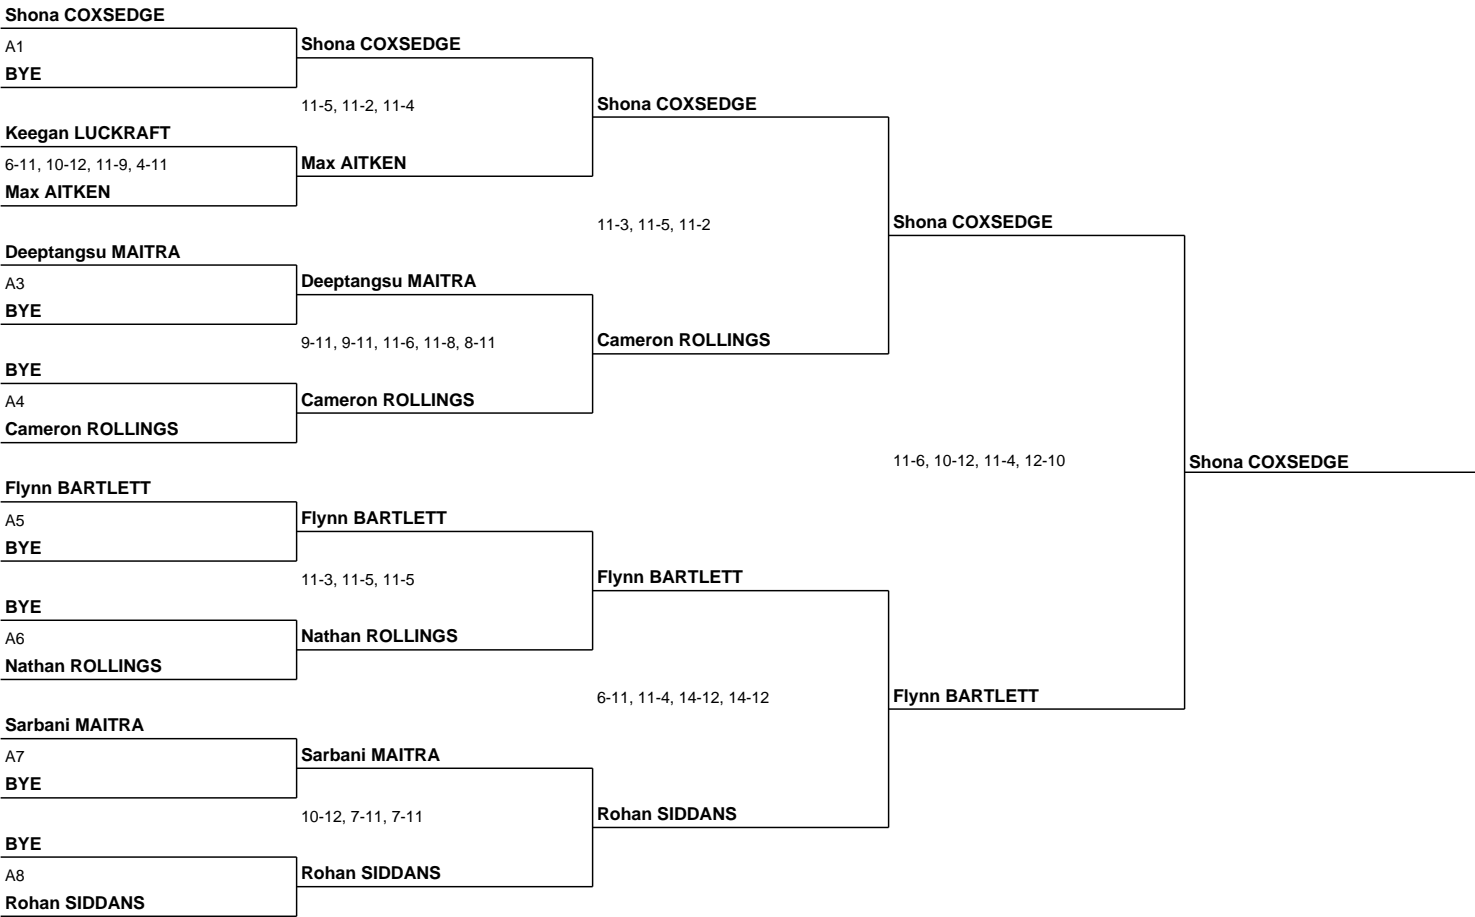 Shona COXSEDGE
A1
BYE
Keegan LUCKRAFT
6-11, 10-12, 11-9, 4-11
Max AITKEN
Deeptangsu MAITRA
A3
BYE
BYE
A4
Cameron ROLLINGS
Flynn BARTLETT
A5
BYE
BYE
A6
Nathan ROLLINGS
Sarbani MAITRA
A7
BYE
BYE
A8
Rohan SIDDANS
Shona COXSEDGE
11-5, 11-2, 11-4
Max AITKEN
Deeptangsu MAITRA
9-11, 9-11, 11-6, 11-8, 8-11
Cameron ROLLINGS
Flynn BARTLETT
11-3, 11-5, 11-5
Nathan ROLLINGS
Sarbani MAITRA
10-12, 7-11, 7-11
Rohan SIDDANS
Shona COXSEDGE
11-3, 11-5, 11-2
Cameron ROLLINGS
Flynn BARTLETT
6-11, 11-4, 14-12, 14-12
Rohan SIDDANS
Shona COXSEDGE
11-6, 10-12, 11-4, 12-10
Flynn BARTLETT
Shona COXSEDGE